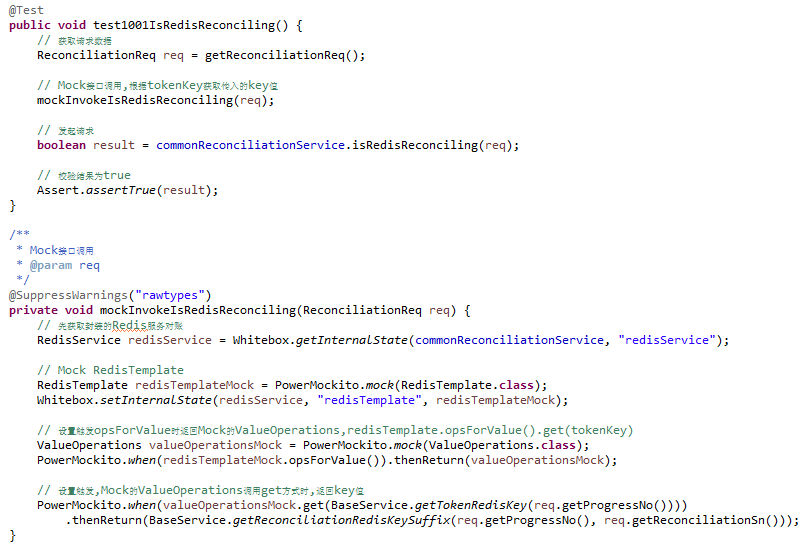 @Test
public void test1001IsRedisReconciling() {
// 获取请求数据
ReconciliationReq req = getReconciliationReq();
// Mock接口调用,根据tokenKey获取传入的key值
mockInvokeIsRedisReconciling(req);
// 发起请求
boolean result = commonReconciliationService.isRedisReconciling(req);
// 校验结果为true
Assert.assertTrue(result);
}
/**
* Mock接口调用
* @param req
*/
@SuppressWarnings("rawtypes")
private void mockInvokeIsRedisReconciling(ReconciliationReq req) {
// 先获取封装的Redis服务对账
RedisService redisService = Whitebox.getInternalState(commonReconciliationService, "redisService");
// Mock RedisTemplate
RedisTemplate redisTemplateMock = PowerMockito.mock(RedisTemplate.class);
Whitebox.setInternalState(redisService, "redisTemplate", redisTemplateMock);
// 设置触发opsForValue时返回Mock的ValueOperations,redisTemplate.opsForValue().get(tokenKey)
ValueOperations valueOperationsMock = PowerMockito.mock(ValueOperations.class);
PowerMockito.when(redisTemplateMock.opsForValue()).thenReturn(valueOperationsMock);
// 设置触发,Mock的ValueOperations调用get方式时,返回key值
PowerMockito.when(valueOperationsMock.get(BaseService.getTokenRedisKey(req.getProgressNo())))
.thenReturn(BaseService.getReconciliationRedisKeySuffix(req.getProgressNo(), req.getReconciliationSn()));
}